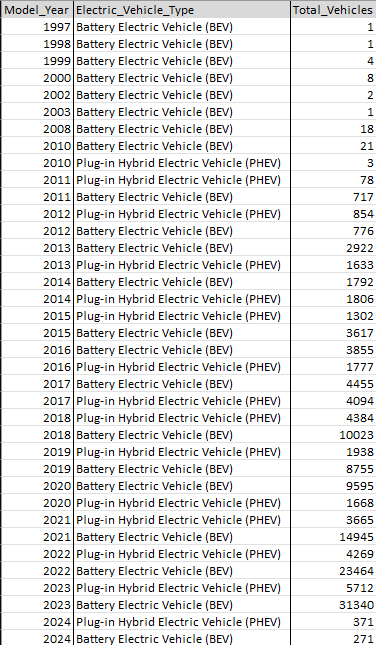 Model_Year Electric_Vehicle_Type Total_Vehicles
1997 Battery Electric Vehicle (BEV) 1
1998 Battery Electric Vehicle (BEV) 1
1999 Battery Electric Vehicle (BEV) 4
2000 Battery Electric Vehicle (BEV) 8
2002 Battery Electric Vehicle (BEV) 2
2003 Battery Electric Vehicle (BEV) 1
2008 Battery Electric Vehicle (BEV) 18
2010 Battery Electric Vehicle (BEV) 21
2010 Plug-in Hybrid Electric Vehicle (PHEV) 3
2011 Plug-in Hybrid Electric Vehicle (PHEV) 78
2011 Battery Electric Vehicle (BEV) 717
2012 Plug-in Hybrid Electric Vehicle (PHEV) 854
2012 Battery Electric Vehicle (BEV) 776
2013 Battery Electric Vehicle (BEV) 2922
2013 Plug-in Hybrid Electric Vehicle (PHEV) 1633
2014 Battery Electric Vehicle (BEV) 1792
2014 Plug-in Hybrid Electric Vehicle (PHEV) 1806
2015 Plug-in Hybrid Electric Vehicle (PHEV) 1302
2015 Battery Electric Vehicle (BEV) 3617
2016 Battery Electric Vehicle (BEV) 3855
2016 Plug-in Hybrid Electric Vehicle (PHEV) 1777
2017 Battery Electric Vehicle (BEV) 4455
2017 Plug-in Hybrid Electric Vehicle (PHEV) 4094
2018 Plug-in Hybrid Electric Vehicle (PHEV) 4384
2018 Battery Electric Vehicle (BEV) 10023
2019 Plug-in Hybrid Electric Vehicle (PHEV) 1938
2019 Battery Electric Vehicle (BEV) 8755
2020 Battery Electric Vehicle (BEV) 9595
2020 Plug-in Hybrid Electric Vehicle (PHEV) 1668
2021 Plug-in Hybrid Electric Vehicle (PHEV) 3665
2021 Battery Electric Vehicle (BEV) 14945
2022 Plug-in Hybrid Electric Vehicle (PHEV) 4269
2022 Battery Electric Vehicle (BEV) 23464
2023 Plug-in Hybrid Electric Vehicle (PHEV) 5712
2023 Battery Electric Vehicle (BEV) 31340
2024 Plug-in Hybrid Electric Vehicle (PHEV) 371
2024 Battery Electric Vehicle (BEV) 271